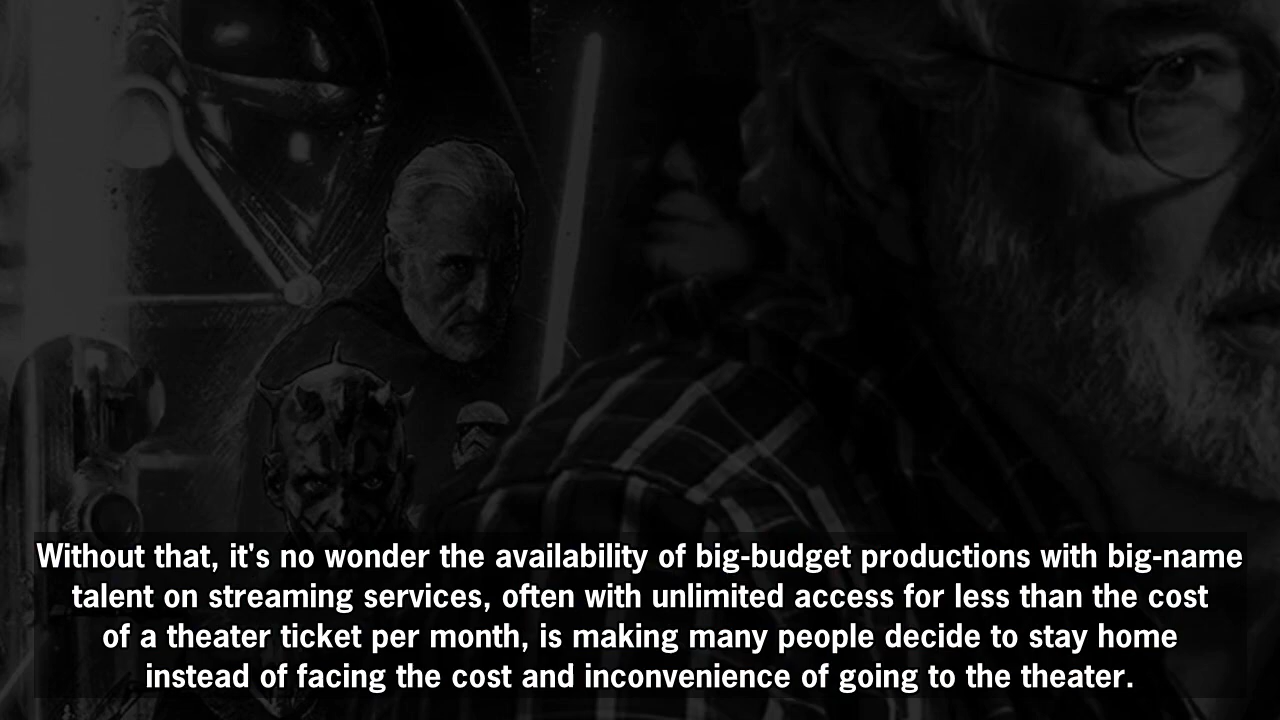 Without that, it's no wonder the availability of big-budget productions with big-name
talent on streaming services, often with unlimited access for less than the cost
of a theater ticket per month, is making many people decide to stay home
instead of facing the cost and inconvenience of going to the theater.